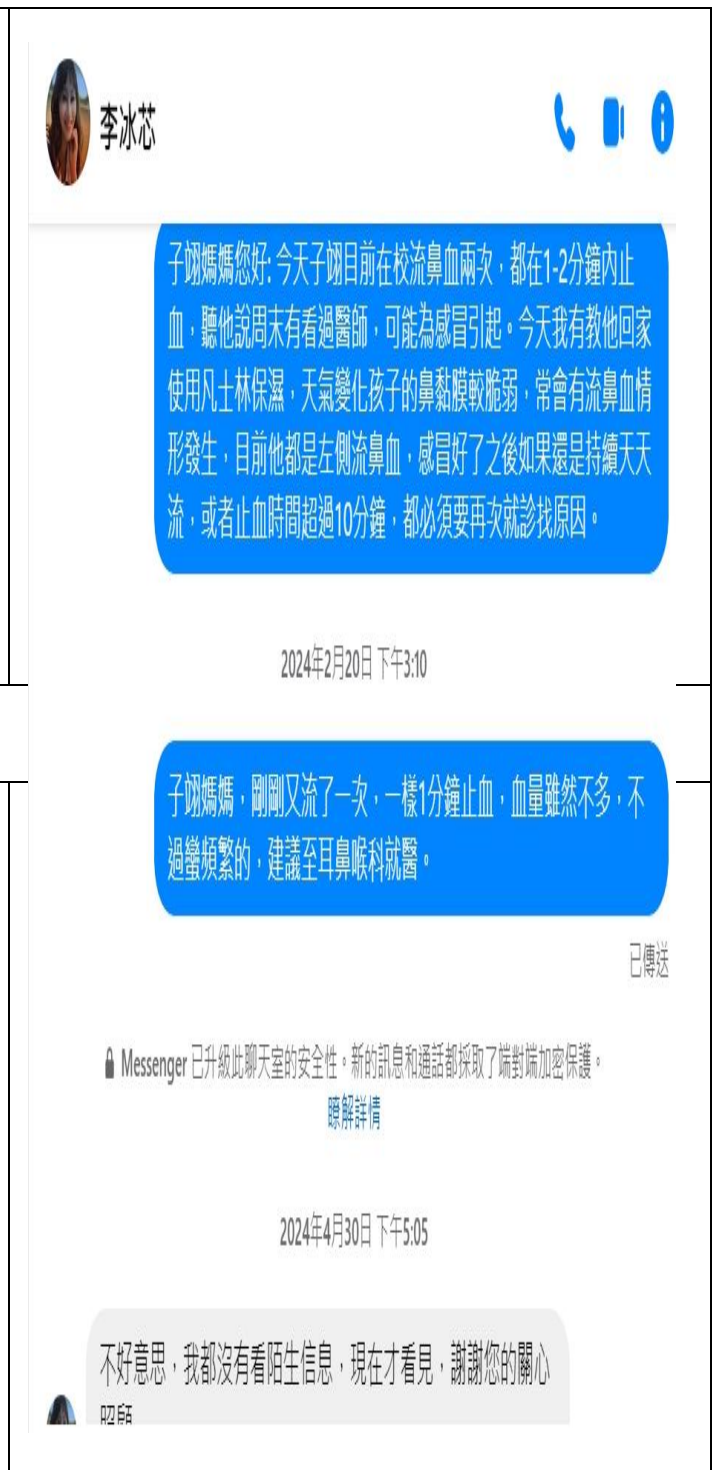 李冰芯
子翊媽媽您好: 今天子翊目前在校流鼻血兩次，都在1-2分鐘內止
血，聽他說周末有看過醫師，可能為感冒引起。今天我有教他回家
使用凡士林保濕，天氣變化孩子的鼻黏膜較脆弱，常會有流鼻血情
形發生，目前他都是左側流鼻血，感冒好了之後如果還是持續天天
流，或者止血時間超過10分鐘，都必須要再次就診找原因。
2024年2月20日 下午3:10
子翊媽媽，剛剛又流了一次，一樣1分鐘止血，血量雖然不多，不
過蠻頻繁的，建議至耳鼻喉科就醫。
已傳送
Messenger 已升級此聊天室的安全性。新的訊息和通話都採取了端對端加密保護。
瞭解詳情
2024年4月30日 下午5:05
不好意思，我都沒有看陌生信息，現在才看見，謝謝您的關心
照顧